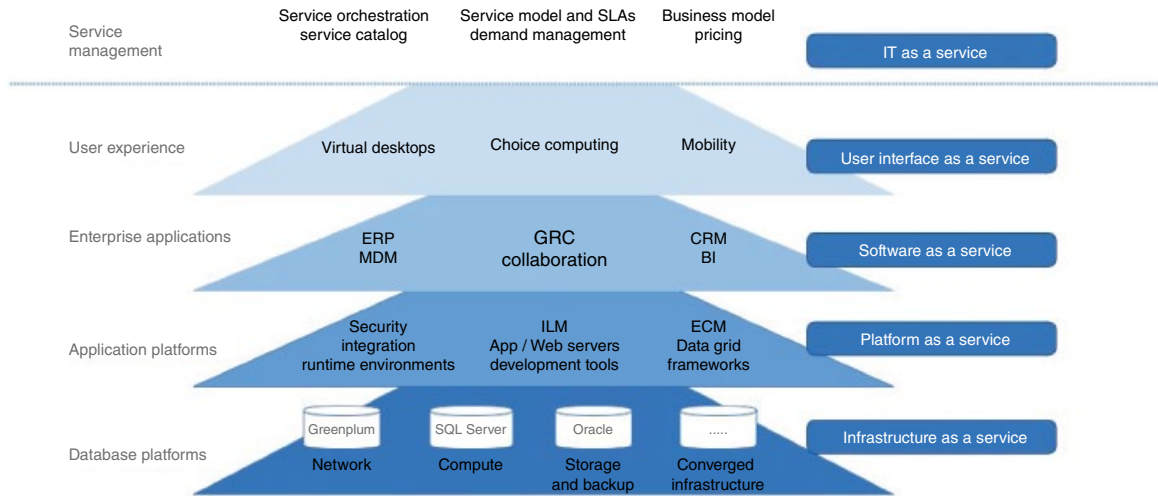 Service
management
Service orchestration
service catalog
Service model and SLAs
demand management
Business model
pricing
IT as a service
User experience
Virtual desktops
Choice computing
Mobility
User interface as a service
Enterprise applications
ERP
MDM
GRC
collaboration
CRM
BI
Software as a service
Application platforms
Security
integration
runtime environments
ILM
App / Web servers
development tools
ECM
Data grid
frameworks
Platform as a service
Database platforms
Greenplum
SQL Server
Oracle
.....
Network
Compute
Storage
and backup
Converged
infrastructure
Infrastructure as a service